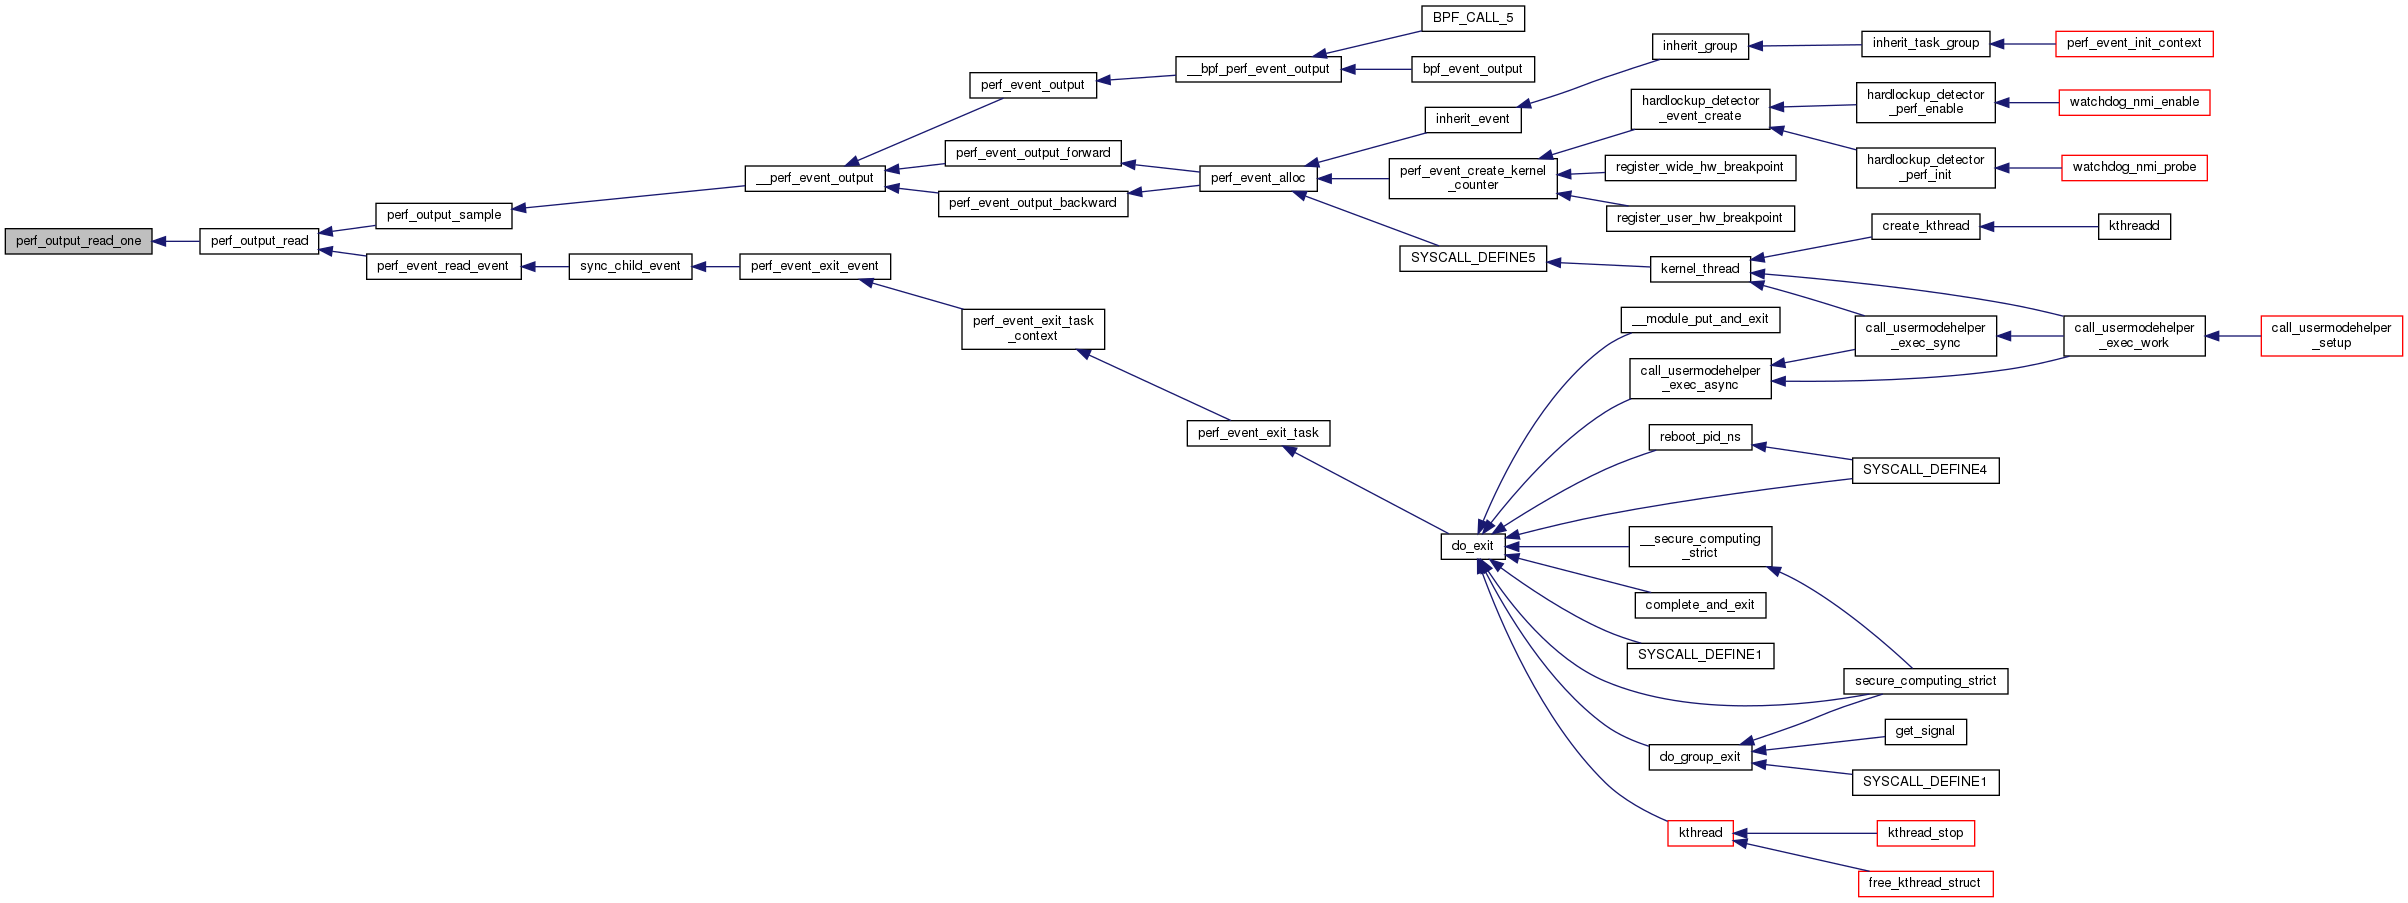 BPF_CALL_5
inherit_group
inherit_task_group
perf_event_init_context
__bpf_perf_event_output
bpf_event_output
perf_event_output
hardlockup_detector
_perf_enable
watchdog_nmi_enable
hardlockup_detector
_event_create
inherit_event
perf_event_output_forward
hardlockup_detector
_perf_init
watchdog_nmi_probe
register_wide_hw_breakpoint
__perf_event_output
perf_event_alloc
perf_event_create_kernel
_counter
perf_event_output_backward
register_user_hw_breakpoint
perf_output_sample
create_kthread
kthreadd
perf_output_read_one
perf_output_read
SYSCALL_DEFINE5
perf_event_read_event
sync_child_event
perf_event_exit_event
kernel_thread
__module_put_and_exit
perf_event_exit_task
_context
call_usermodehelper
_exec_sync
call_usermodehelper
_exec_work
call_usermodehelper
_setup
call_usermodehelper
_exec_async
perf_event_exit_task
reboot_pid_ns
SYSCALL_DEFINE4
do_exit
__secure_computing
_strict
complete_and_exit
SYSCALL_DEFINE1
secure_computing_strict
get_signal
do_group_exit
SYSCALL_DEFINE1
kthread
kthread_stop
free_kthread_struct